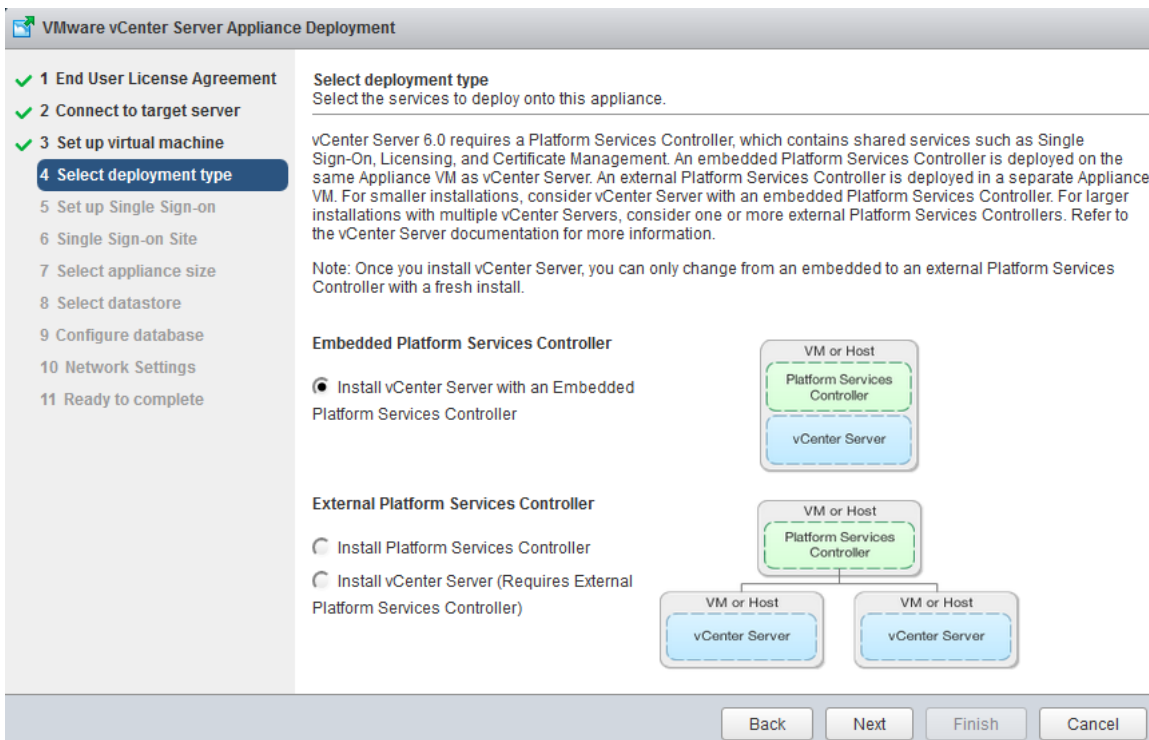 VMware vCenter Server Appliance Deployment
1 End User License Agreement
2 Connect to target server
3 Set up virtual machine
4 Select deployment type
5 Set up Single Sign-on
6 Single Sign-on Site
7 Select appliance size
8 Select datastore
9 Configure database
10 Network Settings
11 Ready to complete
Select deployment type
Select the services to deploy onto this appliance.
vCenter Server 6.0 requires a Platform Services Controller, which contains shared services such as Single
Sign-On, Licensing, and Certificate Management. An embedded Platform Services Controller is deployed on the
same Appliance VM as vCenter Server. An external Platform Services Controller is deployed in a separate Appliance
VM. For smaller installations, consider vCenter Server with an embedded Platform Services Controller. For larger
installations with multiple vCenter Servers, consider one or more external Platform Services Controllers. Refer to
the vCenter Server documentation for more information.
Note: Once you install vCenter Server, you can only change from an embedded to an external Platform Services
Controller with a fresh install.
Embedded Platform Services Controller
Install vCenter Server with an Embedded
Platform Services Controller
VM or Host
Platform Services
Controller
vCenter Server
External Platform Services Controller
Install Platform Services Controller
Install vCenter Server (Requires External
Platform Services Controller)
VM or Host
Platform Services
Controller
VM or Host
vCenter Server
VM or Host
vCenter Server
Back
Next
Finish
Cancel